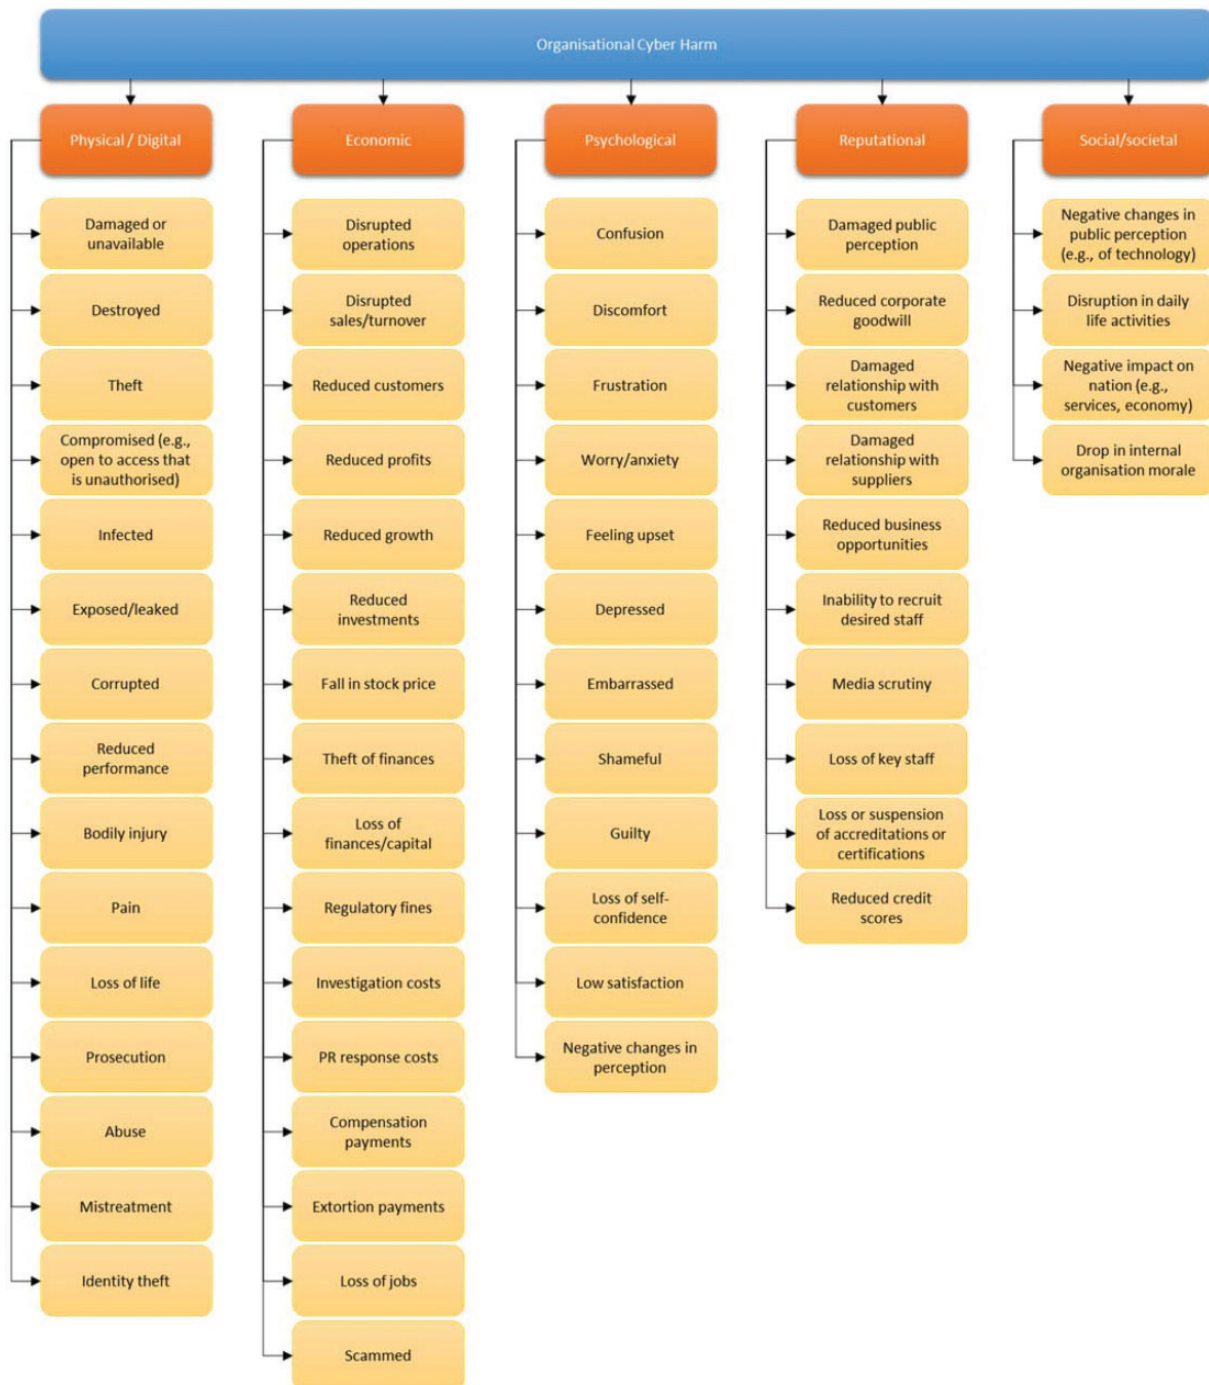 Organisational Cyber Harm
Physical / Digital
Damaged or
unavailable
Destroyed
Theft
Compromised (e.g.,
open to access that
is unauthorised)
Infected
Exposed/leaked
Corrupted
Reduced
performance
Bodily injury
Pain
Loss of life
Prosecution
Abuse
Mistreatment
Identity theft
Economic
Disrupted
operations
Disrupted
sales/turnover
Reduced customers
Reduced profits
Reduced growth
Reduced
investments
Fall in stock price
Theft of finances
Loss of
finances/capital
Regulatory fines
Investigation costs
PR response costs
Compensation
payments
Extortion payments
Loss of jobs
Scammed
Psychological
Confusion
Discomfort
Frustration
Worry/anxiety
Feeling upset
Depressed
Embarrassed
Shameful
Guilty
Loss of self-
confidence
Low satisfaction
Negative changes in
perception
Reputational
Damaged public
perception
Reduced corporate
goodwill
Damaged
relationship with
customers
Damaged
relationship with
suppliers
Reduced business
opportunities
Inability to recruit
desired staff
Media scrutiny
Loss of key staff
Loss or suspension
of accreditations or
certifications
Reduced credit
scores
Social/societal
Negative changes in
public perception
(e.g., of technology)
Disruption in daily
life activities
Negative impact on
nation (e.g.,
services, economy)
Drop in internal
organisation morale